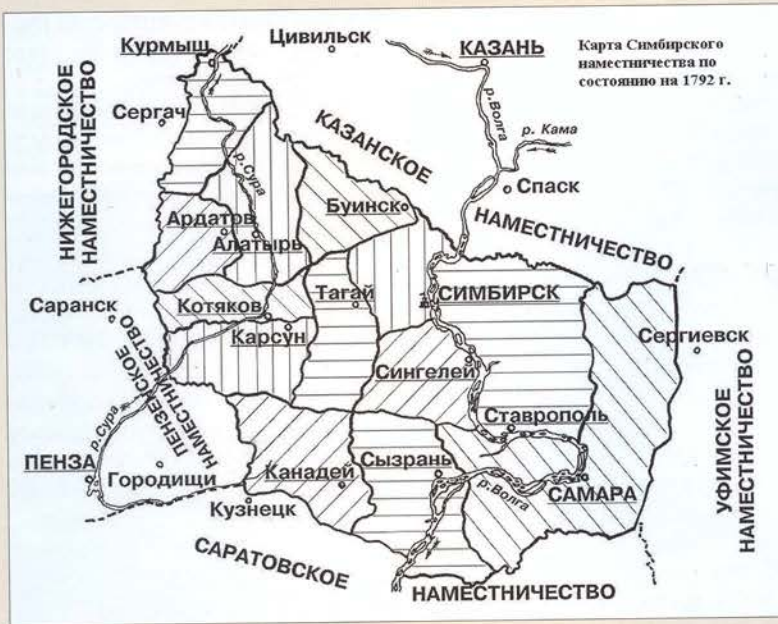 Карта Симбирского
наместничества по
состоянию на 1792 г.
Курмыш
Цивильск
КАЗАНЬ
Сергач
р. Волга
р. Кама
р. Сура
КАЗАНСКОЕ
НАМЕСТНИЧЕСТВО
Спаск
НИЖЕГОРОДСКОЕ
НАМЕСТНИЧЕСТВО
Ардатов
Алатырь
Буинск
Саранск
Котяков
Тагай
СИМБИРСК
Карсун
Сергиевск
ПЕНЗЕНСКОЕ
НАМЕСТНИЧЕСТВО
Сингелей
Ставрополь
р. Сура
ПЕНЗА
Городищи
Канадей
Сызрань
р. Волга
САМАРА
УФИМСКОЕ
НАМЕСТНИЧЕСТВО
Кузнецк
САРАТОВСКОЕ
НАМЕСТНИЧЕСТВО